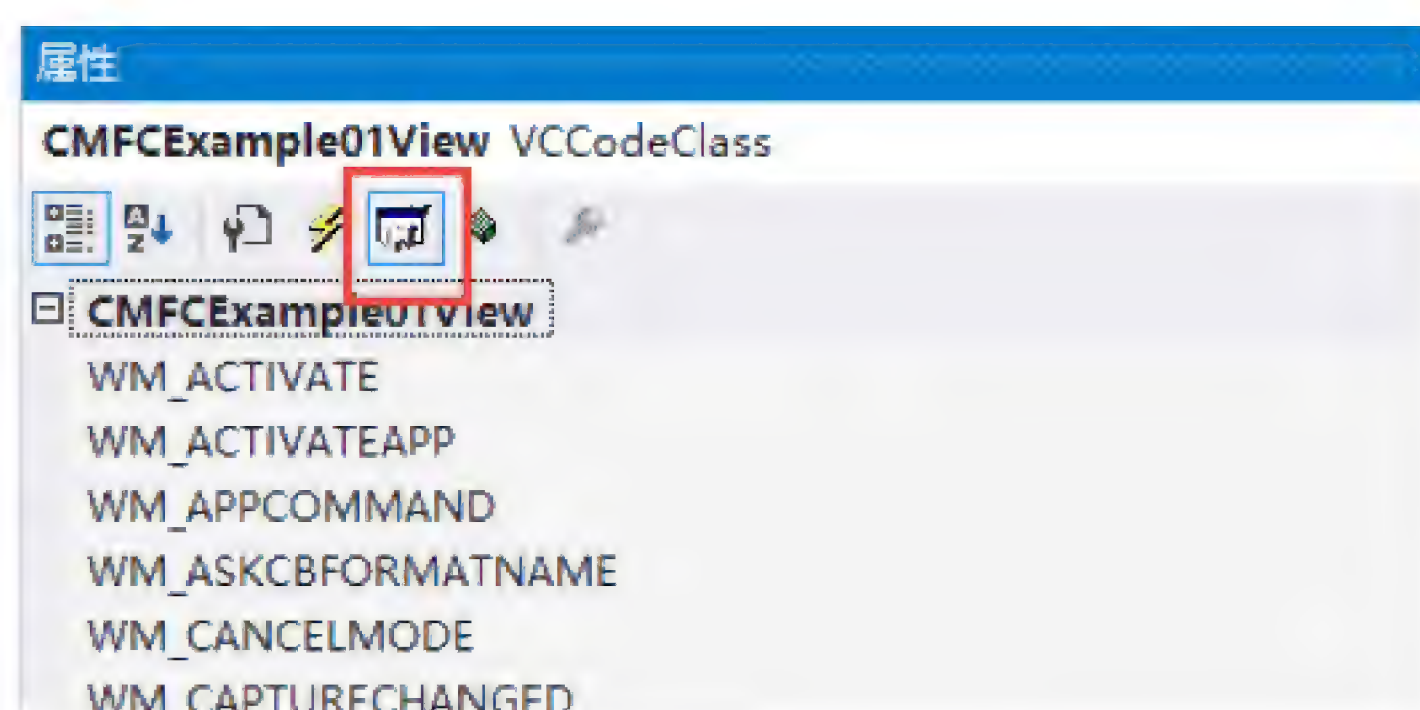 属性
CMFCExample01View VCCodeClass
CMFCExample01View
WM_ACTIVATE
WM_ACTIVATEAPP
WM_APPCOMMAND
WM_ASKCBFORMATNAME
WM_CANCELMODE
WM_CAPTURECHANGED